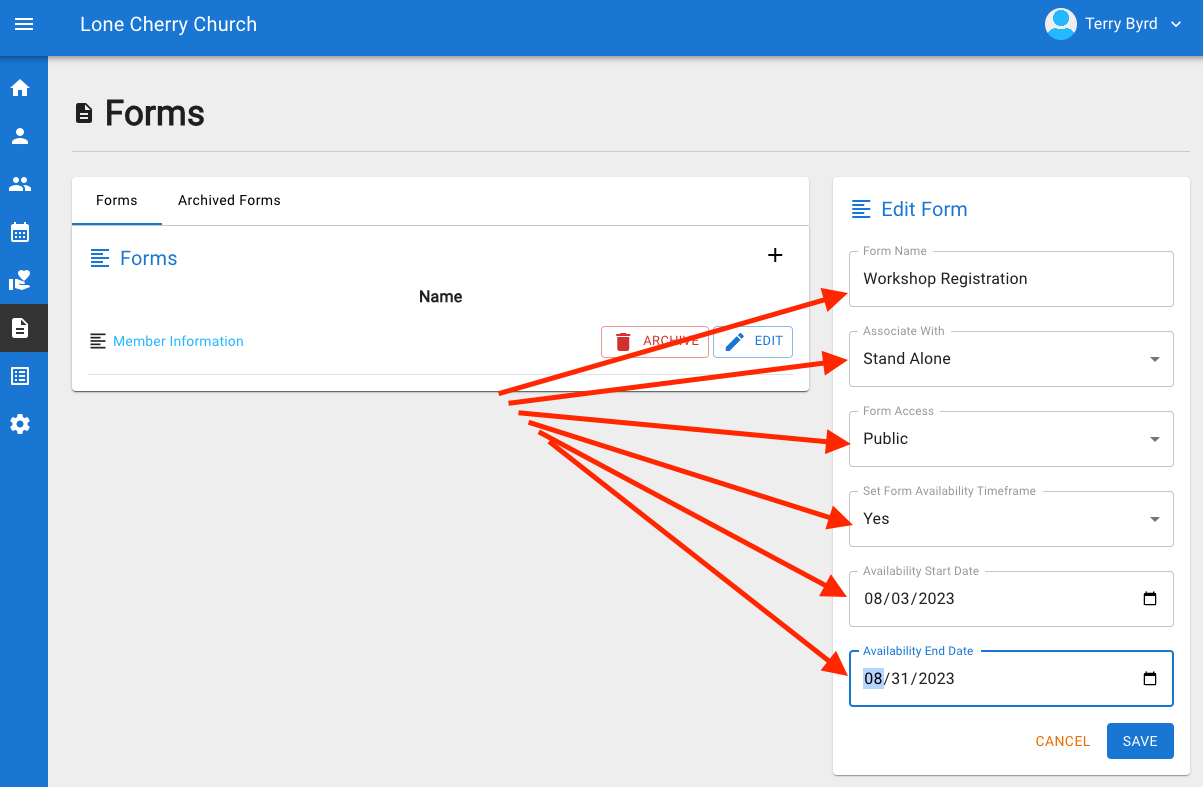 Lone Cherry Church
Terry Byrd
Forms
Forms
Archived Forms
Forms
Name
Member Information
ARCHIVE
EDIT
Edit Form
Form Name
Workshop Registration
Associate With
Stand Alone
Form Access
Public
Set Form Availability Timeframe
Yes
Availability Start Date
08/03/2023
Availability End Date
08/31/2023
CANCEL
SAVE